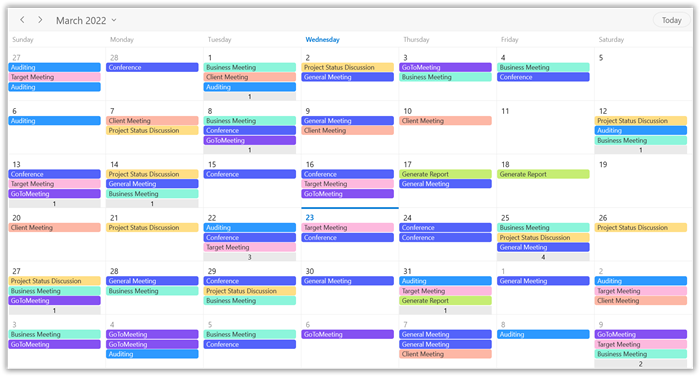 March 2022
Today
Sunday Monday Tuesday Wednesday Thursday Friday Saturday
27 28 1 2 3 4 5
Auditing Conference Business Meeting Project Status Discussion GoToMeeting Business Meeting
Target Meeting Client Meeting General Meeting Business Meeting Conference
Auditing Auditing
1
6 7 8 9 10 11 12
Auditing Client Meeting Business Meeting General Meeting Client Meeting Project Status Discussion
Project Status Discussion Conference Client Meeting Auditing
GoToMeeting Business Meeting
1 1
13 14 15 16 17 18 19
Conference Project Status Discussion Conference Conference Generate Report Generate Report
Target Meeting General Meeting Target Meeting General Meeting
GoToMeeting Business Meeting GoToMeeting
1 1
20 21 22 23 24 25 26
Client Meeting Project Status Discussion Auditing Target Meeting Conference Business Meeting Project Status Discussion
Conference Conference Conference Project Status Discussion
Target Meeting General Meeting
3 4
27 28 29 30 31 1 2
Project Status Discussion General Meeting Conference General Meeting Auditing General Meeting Auditing
Business Meeting Business Meeting Project Status Discussion Target Meeting Target Meeting
GoToMeeting Business Meeting Generate Report Client Meeting
1 1
3 4 5 6 7 8 9
Business Meeting GoToMeeting Business Meeting GoToMeeting General Meeting Auditing GoToMeeting
GoToMeeting GoToMeeting Conference General Meeting Target Meeting
Auditing Client Meeting Business Meeting
2